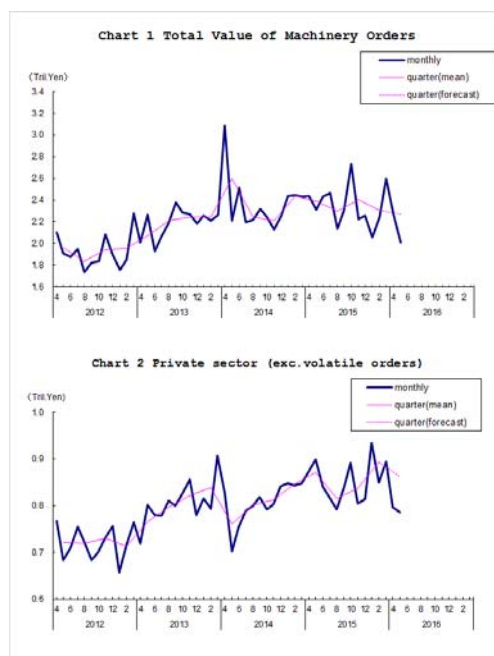 Chart 1 Total Value of Machinery Orders
(Tril.Yen)
monthly
quarter(mean)
quarter(forecast)
3.4
3.2
3.0
2.8
2.6
2.4
2.2
2.0
1.8
1.6
4 6 8 10 12 2 4 6 8 10 12 2 4 6 8 10 12 2 4 6 8 10 12 2 4 6 8 10 12 2
2012 2013 2014 2015 2016
Chart 2 Private sector (exc.volatile orders)
(Tril.Yen)
monthly
quarter(mean)
quarter(forecast)
1.0
0.9
0.8
0.7
0.6
4 6 8 10 12 2 4 6 8 10 12 2 4 6 8 10 12 2 4 6 8 10 12 2 4 6 8 10 12 2
2012 2013 2014 2015 2016